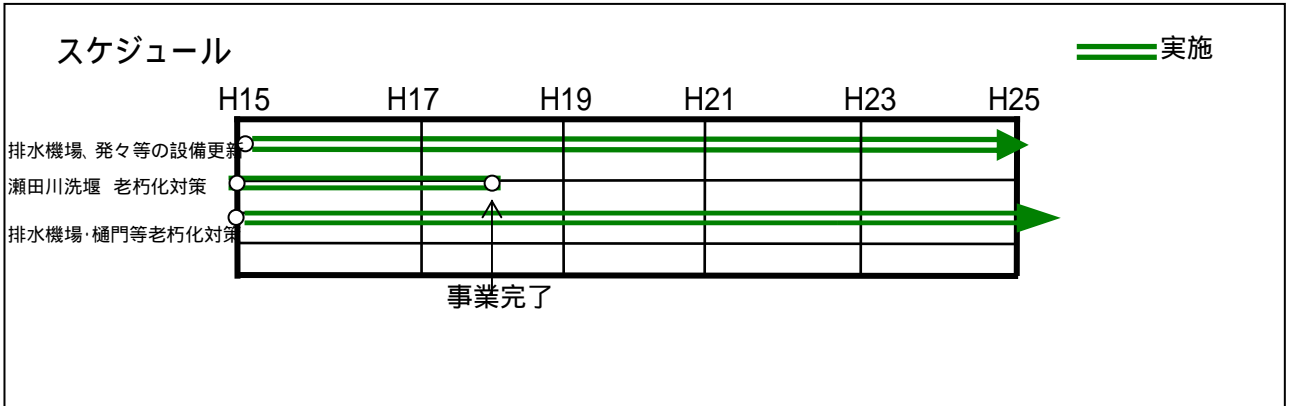 スケジュール
実施
H15 H17 H19 H21 H23 H25
排水機場、発々等の設備更新
瀬田川洗堰 老朽化対策
排水機場・樋門等老朽化対策
事業完了